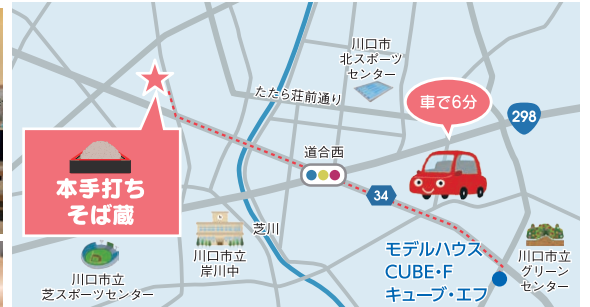 川口市
北スポーツ
センター
たたら荘前通り
車で6分
298
道合西
34
本手打ち
そば蔵
芝川
川口市立
岸川中
川口市立
芝スポーツセンター
モデルハウス
CUBE・F
キューブ・エフ
川口市立
グリーン
センター